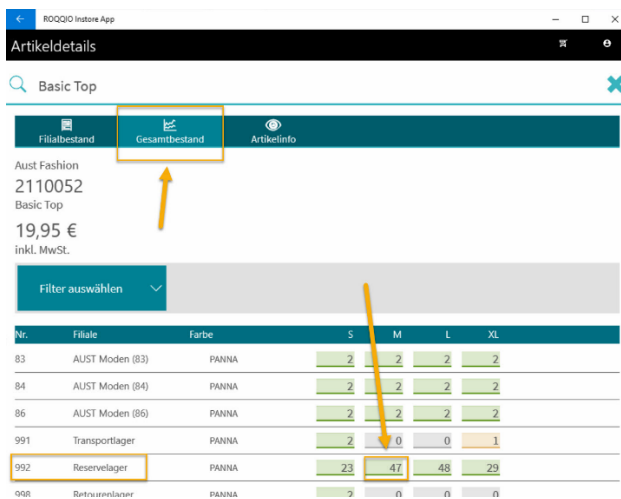 ROQQIO Instore App
Artikeldetails
Basic Top
Filialbestand Gesamtbestand Artikelinfo
Aust Fashion
2110052
Basic Top
19,95 €
inkl. MwSt.
Filter auswählen
Nr. Filiale Farbe S M L XL
83 AUST Moden (83) PANNA 2 2 2 2
84 AUST Moden (84) PANNA 2 2 2 2
86 AUST Moden (86) PANNA 2 2 2 2
991 Transportlager PANNA 2 0 0 1
992 Reservelager PANNA 23 47 48 29
998 Retourenlager PANNA 2 0 0 0